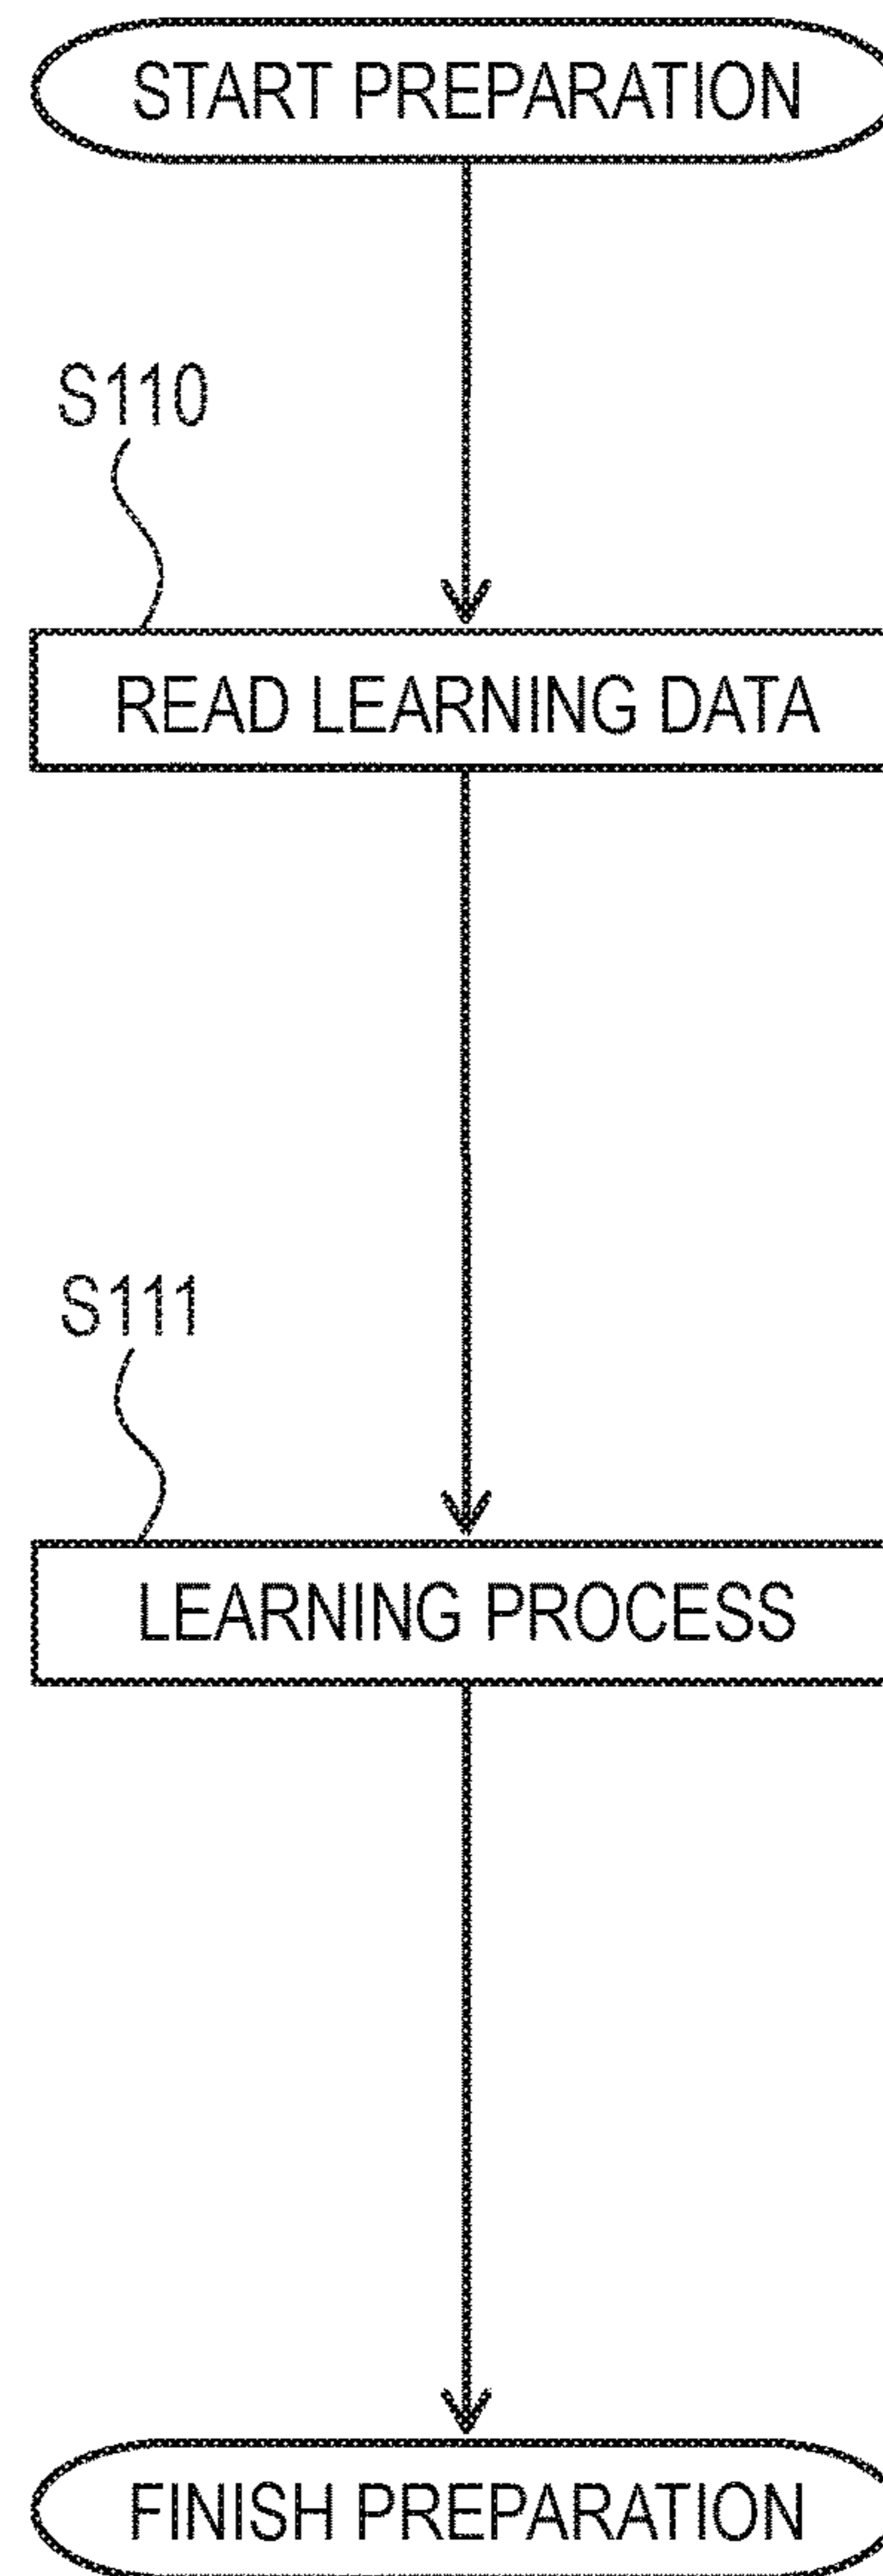 START PREPARATION
S110
READ LEARNING DATA
S111
LEARNING PROCESS
FINISH PREPARATION